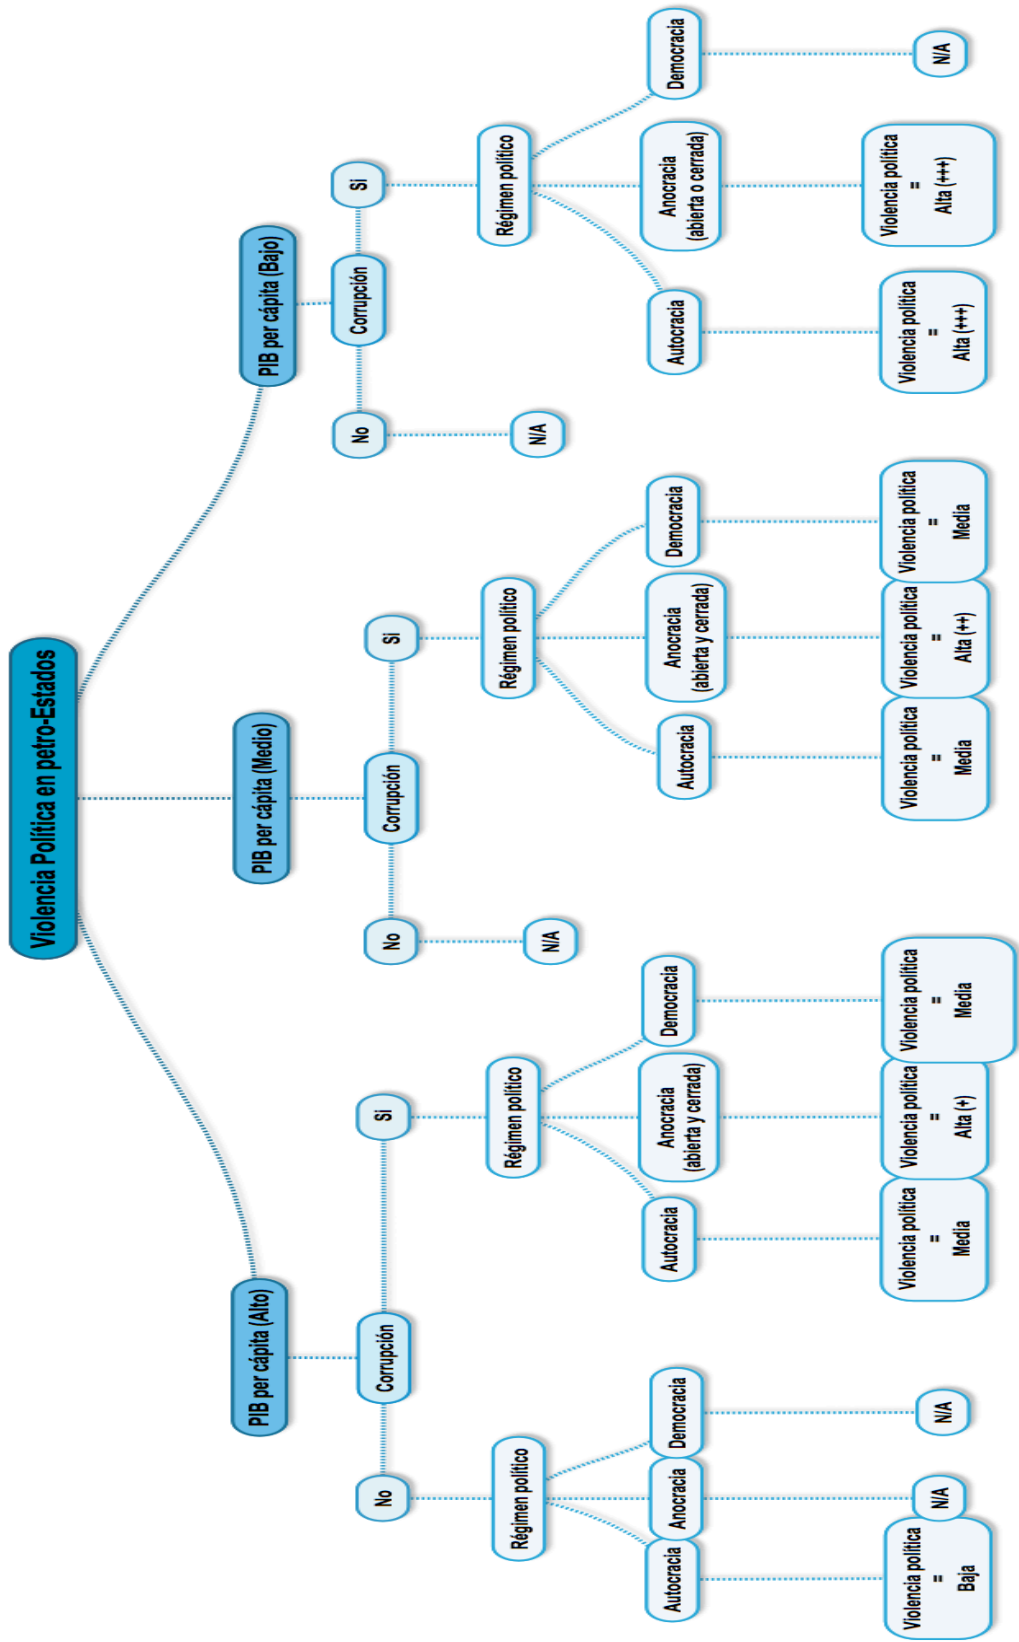 Violencia Política en petro-Estados
PIB per cápita (Alto)
PIB per cápita (Medio)
PIB per cápita (Bajo)
Corrupción
Corrupción
Corrupción
No
Si
No
Si
No
Si
Régimen político
Régimen político
N/A
Régimen político
N/A
Régimen político
Autocracia
Anocracia
Democracia
Autocracia
Anocracia
(abierta y cerrada)
Democracia
Autocracia
Anocracia
(abierta y cerrada)
Democracia
Autocracia
Anocracia
(abierta o cerrada)
Democracia
Violencia política
=
Baja
N/A
N/A
Violencia política
=
Media
Violencia política
=
Alta (+)
Violencia política
=
Media
Violencia política
=
Media
Violencia política
=
Alta (++)
Violencia política
=
Media
Violencia política
=
Alta (+++)
Violencia política
=
Alta (+++)
N/A